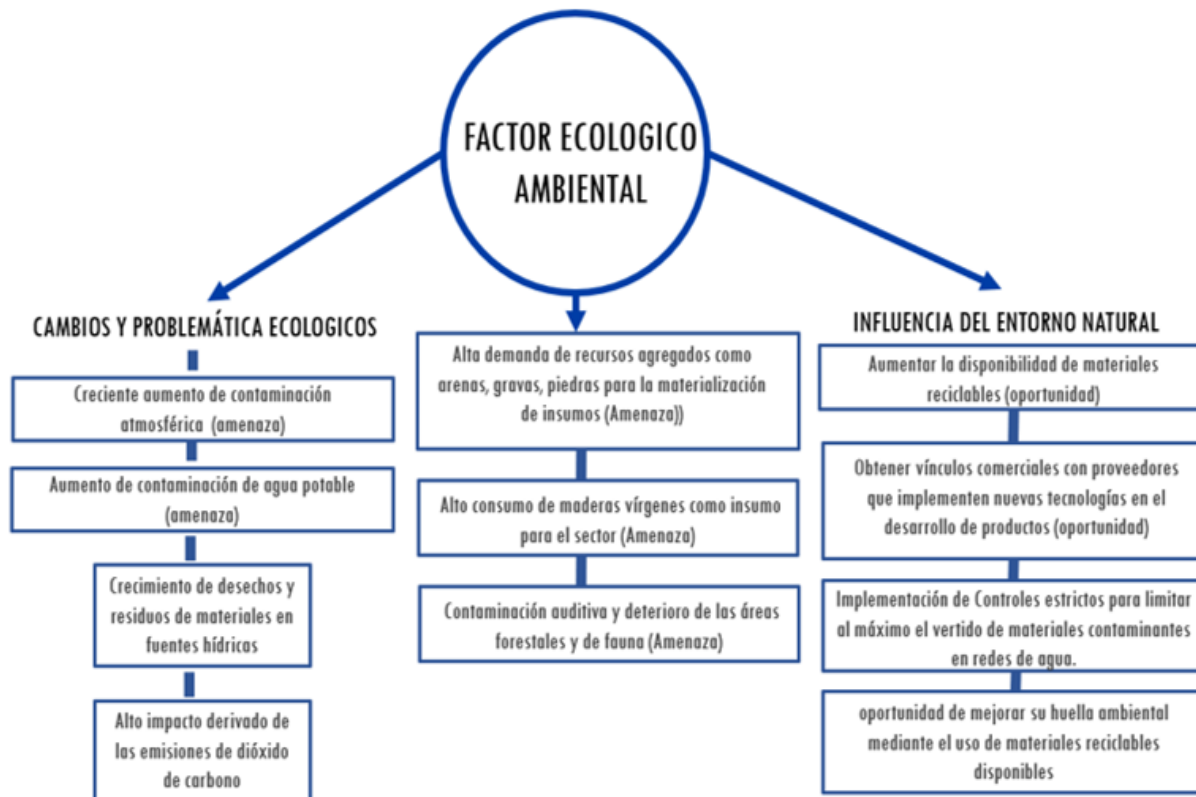 FACTOR ECOLOGICO
AMBIENTAL
CAMBIOS Y PROBLEMÁTICA ECOLOGICOS
Creciente aumento de contaminación
atmosférica (amenaza)
Aumento de contaminación de agua potable
(amenaza)
Crecimiento de desechos y
residuos de materiales en
fuentes hídricas
Alto impacto derivado de
las emisiones de dióxido
de carbono
Alta demanda de recursos agregados como
arenas, gravas, piedras para la materialización
de insumos (Amenaza))
Alto consumo de maderas vírgenes como insumo
para el sector (Amenaza)
Contaminación auditiva y deterioro de las áreas
forestales y de fauna (Amenaza)
INFLUENCIA DEL ENTORNO NATURAL
Aumentar la disponibilidad de materiales
reciclables (oportunidad)
Obtener vínculos comerciales con proveedores
que implementen nuevas tecnologías en el
desarrollo de productos (oportunidad)
Implementación de Controles estrictos para limitar
al máximo el vertido de materiales contaminantes
en redes de agua.
oportunidad de mejorar su huella ambiental
mediante el uso de materiales reciclables
disponibles